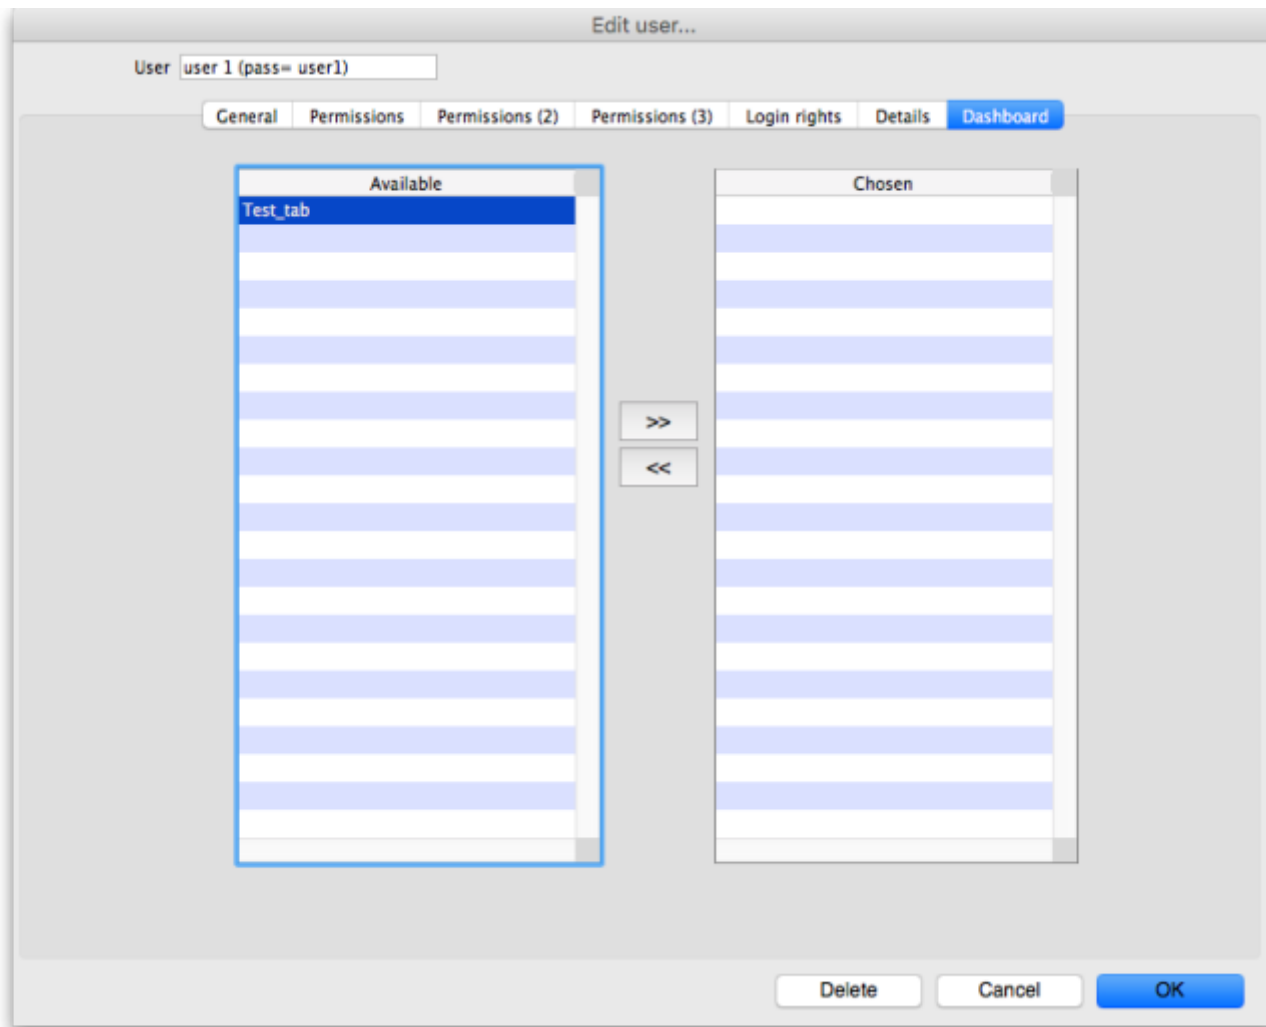 Edit user...
User user 1 (pass= user1)
General Permissions Permissions (2) Permissions (3) Login rights Details Dashboard
Available Chosen
Test_tab
>>
<<
Delete Cancel OK